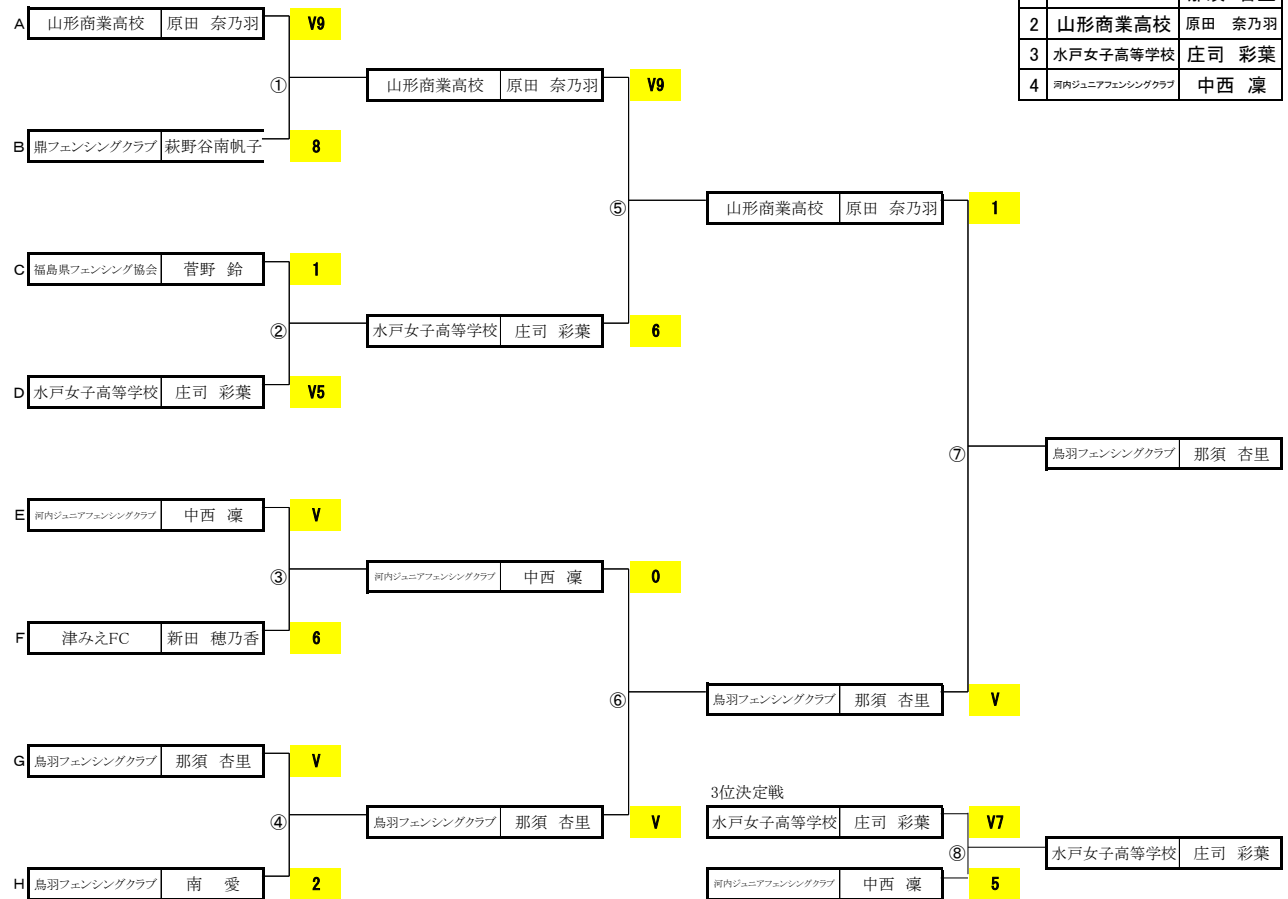 2 山形商業高校 原田 奈乃羽
3 水戸女子高等学校 庄司 彩葉
4 河内ジュニアフェンシングクラブ 中西 凜
A 山形商業高校 原田 奈乃羽 V9
① 山形商業高校 原田 奈乃羽 V9
B 鼎フェンシングクラブ 萩野谷南帆子 8
⑤ 山形商業高校 原田 奈乃羽 1
C 福島県フェンシング協会 菅野 鈴 1
② 水戸女子高等学校 庄司 彩葉 6
D 水戸女子高等学校 庄司 彩葉 V5
⑦ 鳥羽フェンシングクラブ 那須 杏里
E 河内ジュニアフェンシングクラブ 中西 凜 V
③ 河内ジュニアフェンシングクラブ 中西 凜 0
F 津みえFC 新田 穂乃香 6
⑥ 鳥羽フェンシングクラブ 那須 杏里 V
G 鳥羽フェンシングクラブ 那須 杏里 V
④ 鳥羽フェンシングクラブ 那須 杏里 V
H 鳥羽フェンシングクラブ 南 愛 2
3位決定戦
水戸女子高等学校 庄司 彩葉 V7
⑧ 水戸女子高等学校 庄司 彩葉
河内ジュニアフェンシングクラブ 中西 凜 5